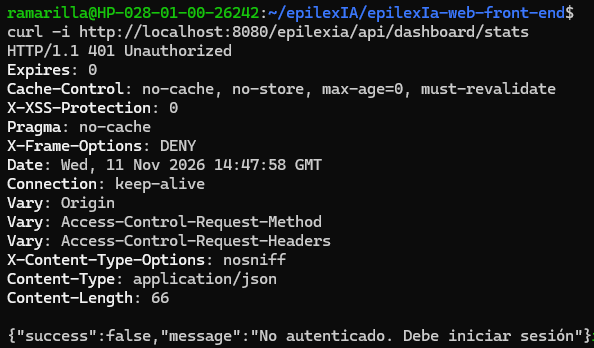 ramarilla@HP-028-01-00-26242:~/epilexIA/epilexIa-web-front-end$
curl -i http://localhost:8080/epilexia/api/dashboard/stats
HTTP/1.1 401 Unauthorized
Expires: 0
Cache-Control: no-cache, no-store, max-age=0, must-revalidate
X-XSS-Protection: 0
Pragma: no-cache
X-Frame-Options: DENY
Date: Wed, 11 Nov 2026 14:47:58 GMT
Connection: keep-alive
Vary: Origin
Vary: Access-Control-Request-Method
Vary: Access-Control-Request-Headers
X-Content-Type-Options: nosniff
Content-Type: application/json
Content-Length: 66
{"success":false,"message":"No autenticado. Debe iniciar sesión"}